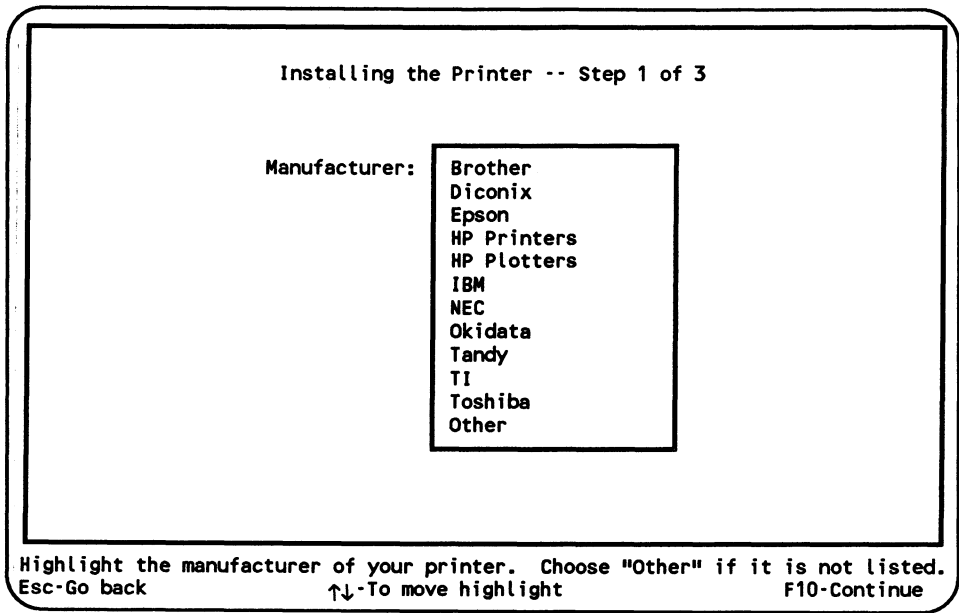 Installing the Printer -- Step 1 of 3
Manufacturer:
Brother
Diconix
Epson
HP Printers
HP Plotters
IBM
NEC
Okidata
Tandy
TI
Toshiba
Other
Highlight the manufacturer of your printer.  Choose "Other" if it is not listed.
Esc-Go back ↑↓-To move highlight F10-Continue